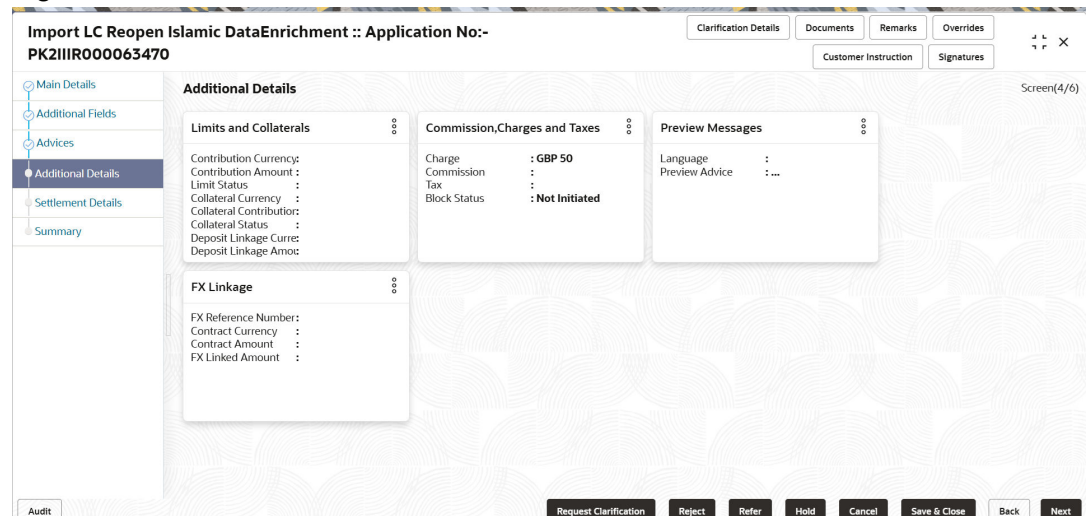 Import LC Reopen Islamic DataEnrichment :: Application No:-
PK2IIIR000063470
Clarification Details
Documents
Remarks
Overrides
Customer Instruction
Signatures
Main Details
Additional Fields
Advices
Additional Details
Settlement Details
Summary
Additional Details
Screen(4/6)
Limits and Collaterals
Contribution Currency:
Contribution Amount :
Limit Status :
Collateral Currency :
Collateral Contribution:
Collateral Status :
Deposit Linkage Curre:
Deposit Linkage Amou:
Commission,Charges and Taxes
Charge : GBP 50
Commission :
Tax :
Block Status : Not Initiated
Preview Messages
Language :
Preview Advice : ...
FX Linkage
FX Reference Number:
Contract Currency :
Contract Amount :
FX Linked Amount :
Audit
Request Clarification
Reject
Refer
Hold
Cancel
Save & Close
Back
Next